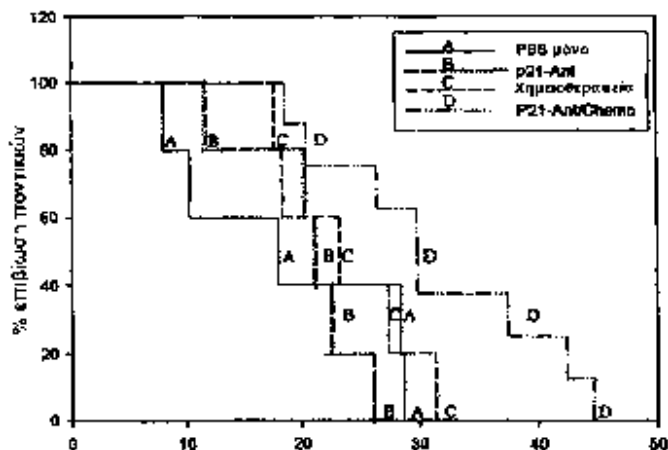 120
100
80
60
40
20
0
% επιβίωση ποντικών
A PBS μόνο
B p21-Ant
C Χημειοθεραπεία
D P21-Ant/Chemo
A B C D
A B C D
B C A D
B A C D
0 10 20 30 40 50